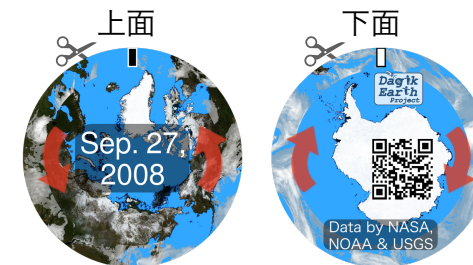 上面
下面
Sep. 27,
2008
Dagik
Earth
Project
Data by NASA,
NOAA & USGS